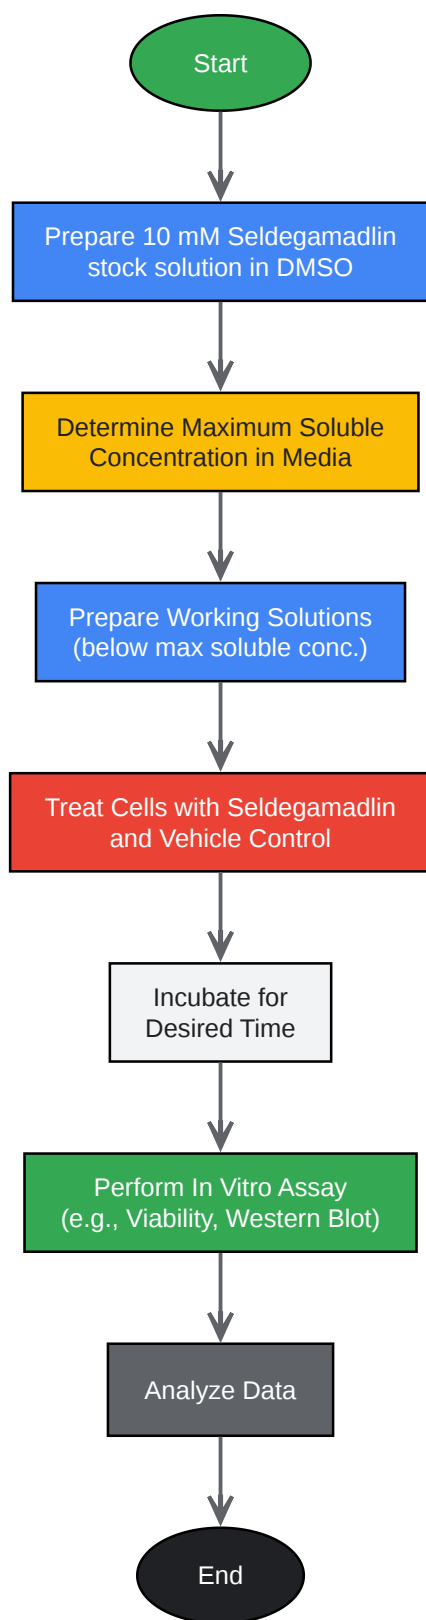 Start
Prepare 10 mM Seldegamadlin
stock solution in DMSO
Determine Maximum Soluble
Concentration in Media
Prepare Working Solutions
(below max soluble conc.)
Treat Cells with Seldegamadlin
and Vehicle Control
Incubate for
Desired Time
Perform In Vitro Assay
(e.g., Viability, Western Blot)
Analyze Data
End